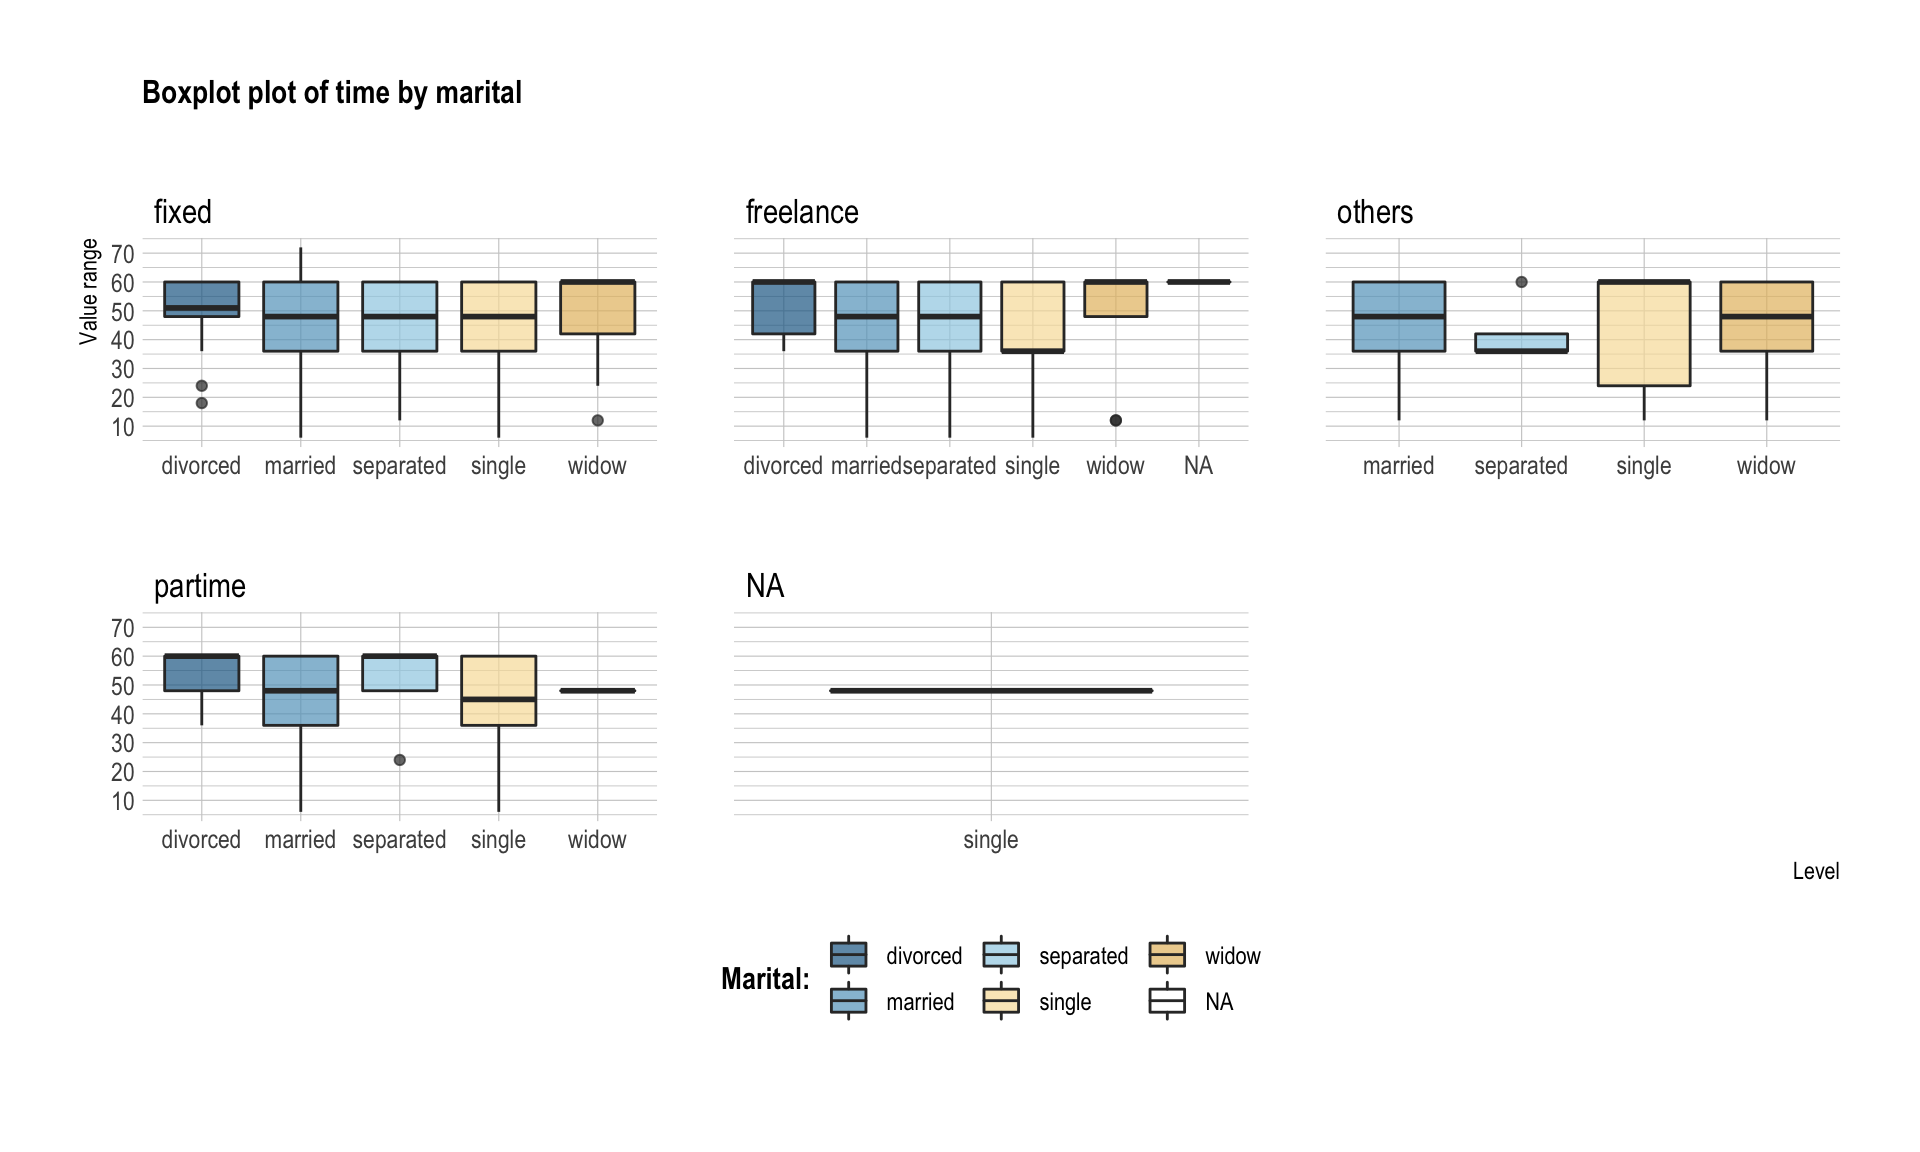 Boxplot plot of time by marital
fixed
freelance
others
Value range
70
60
50
40
30
20
10
divorced married separated single widow
divorced married separated single widow NA
married separated single widow
partime
NA
70
60
50
40
30
20
10
divorced married separated single widow
single
Level
Marital:
divorced separated widow
married single NA